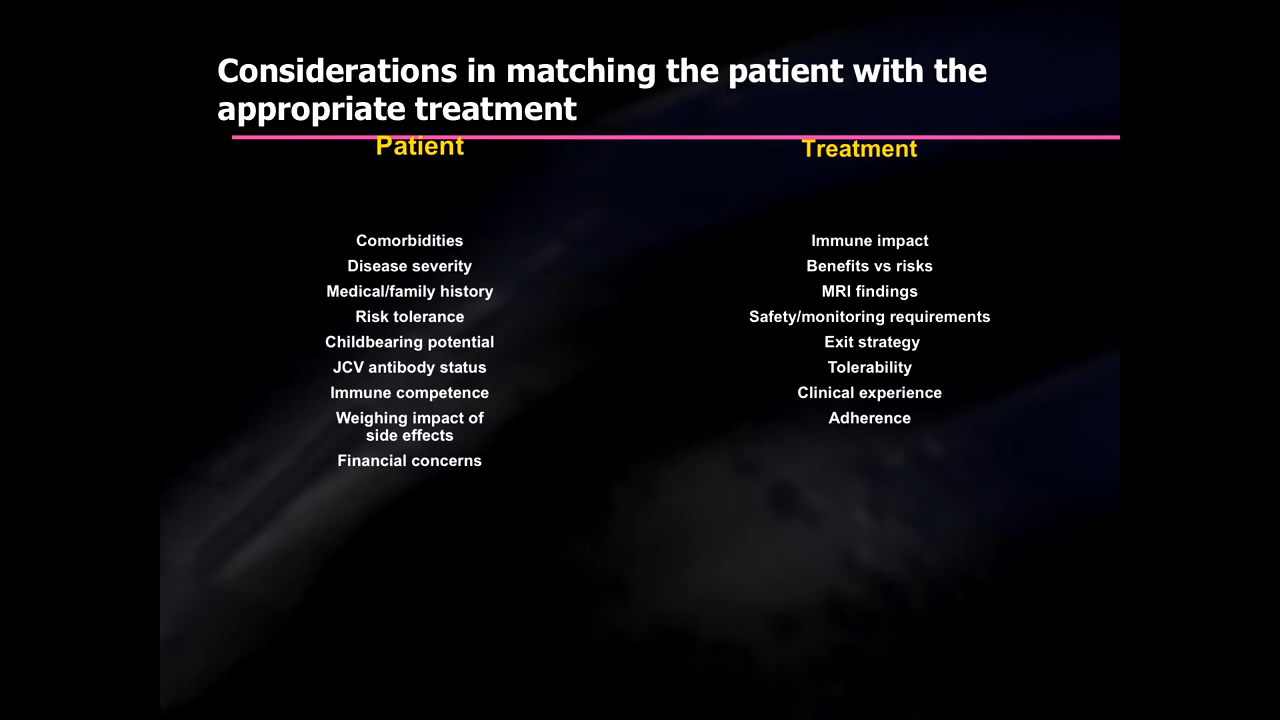 Considerations in matching the patient with the
appropriate treatment
Patient
Comorbidities
Disease severity
Medical/family history
Risk tolerance
Childbearing potential
JCV antibody status
Immune competence
Weighing impact of
side effects
Financial concerns
Treatment
Immune impact
Benefits vs risks
MRI findings
Safety/monitoring requirements
Exit strategy
Tolerability
Clinical experience
Adherence